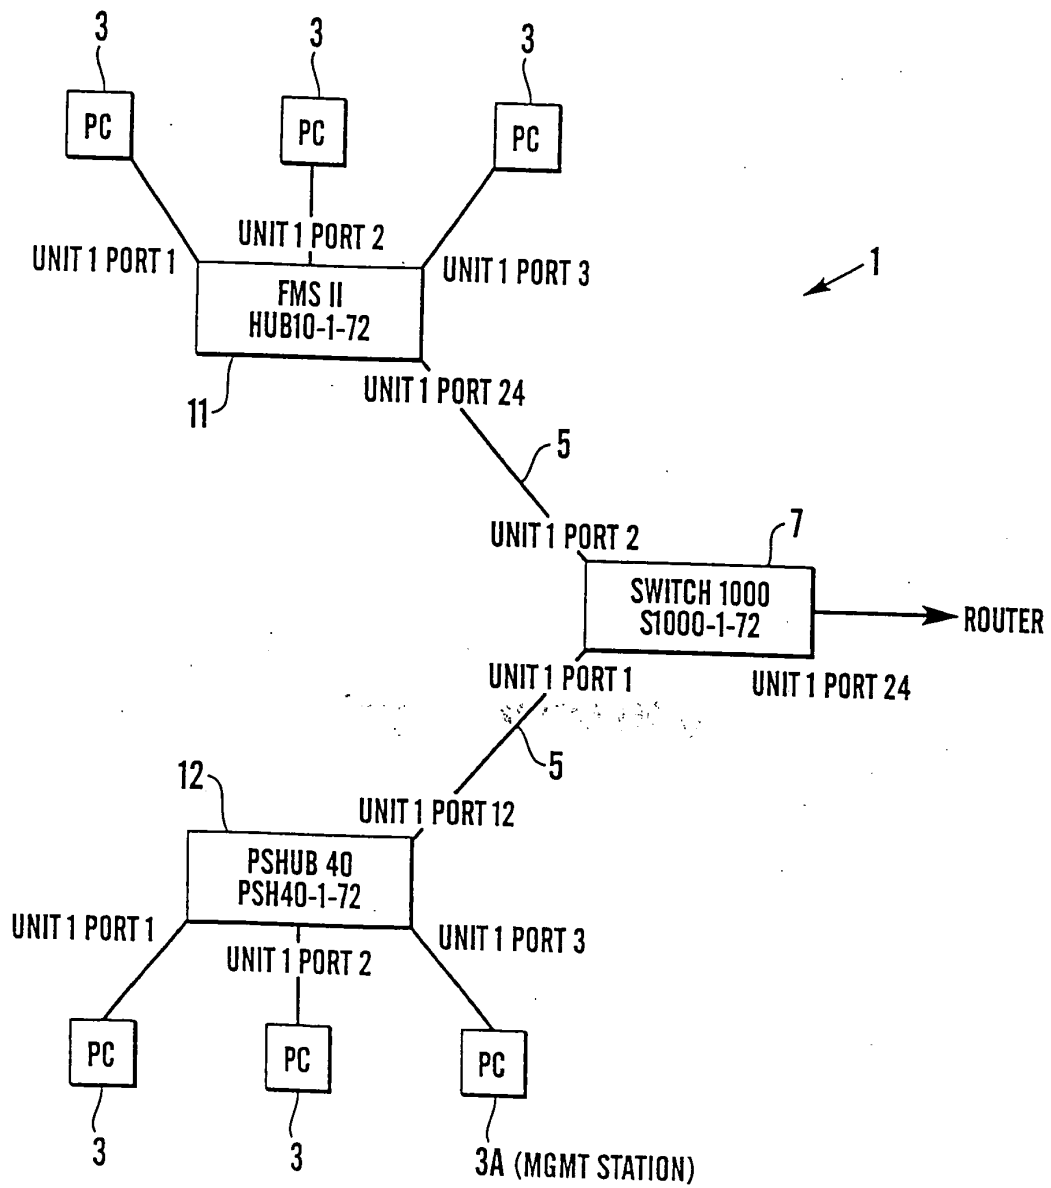 3
3
3
PC
PC
PC
UNIT 1 PORT 1
UNIT 1 PORT 2
UNIT 1 PORT 3
FMS II
HUB10-1-72
1
11
UNIT 1 PORT 24
5
UNIT 1 PORT 2
7
SWITCH 1000
S1000-1-72
ROUTER
UNIT 1 PORT 1
UNIT 1 PORT 24
5
12
UNIT 1 PORT 12
PSHUB 40
PSH40-1-72
UNIT 1 PORT 1
UNIT 1 PORT 2
UNIT 1 PORT 3
PC
PC
PC
3
3
3A (MGMT STATION)